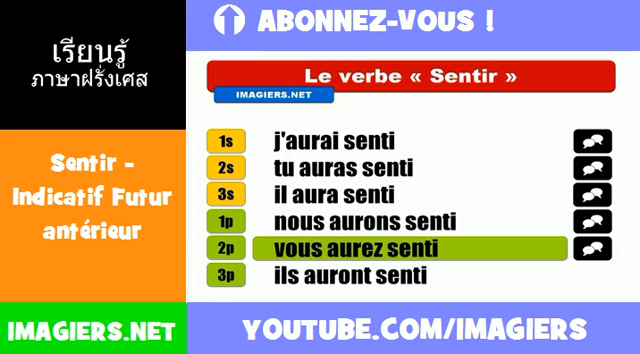 เรียนรู้
ภาษาฝรั่งเศส
Sentir -
Indicatif Futur
antérieur
IMAGIERS.NET
ABONNEZ-VOUS !
Le verbe « Sentir »
IMAGIERS.NET
1s j'aurai senti
2s tu auras senti
3s il aura senti
1p nous aurons senti
2p vous aurez senti
3p ils auront senti
YOUTUBE.COM/IMAGIERS